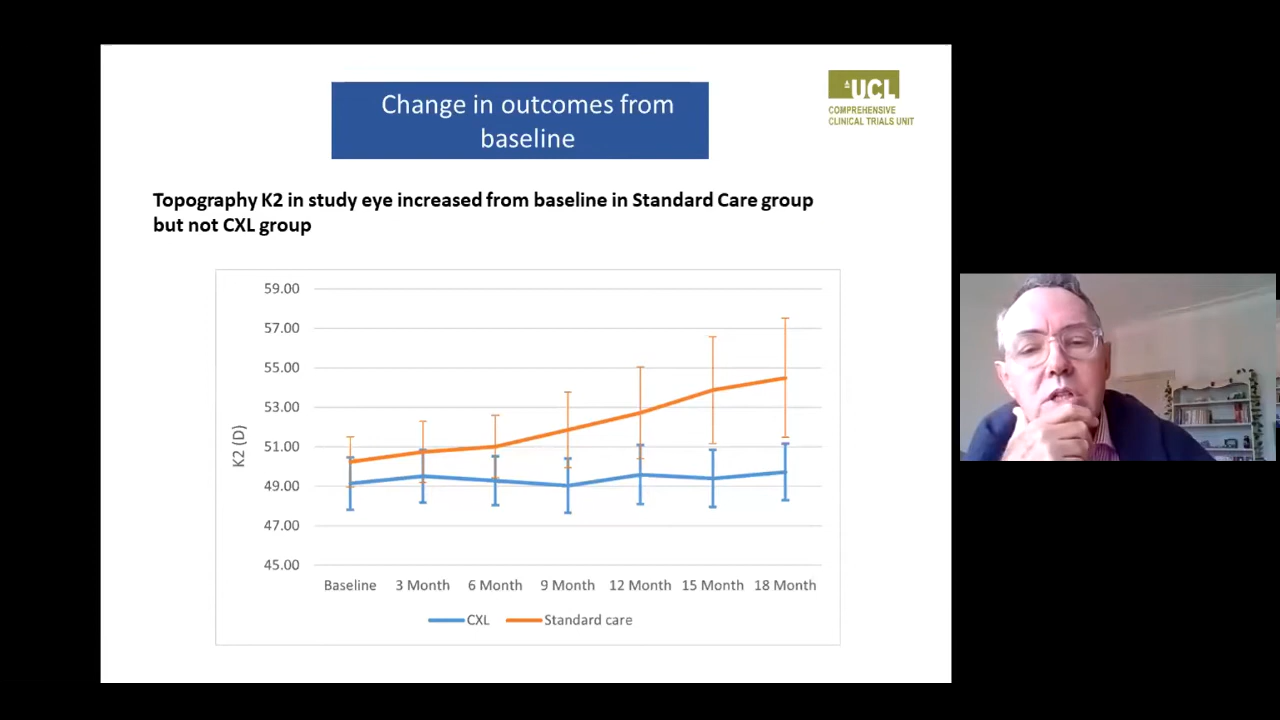 Change in outcomes from
baseline
UCL
COMPREHENSIVE
CLINICAL TRIALS UNIT
Topography K2 in study eye increased from baseline in Standard Care group
but not CXL group
59.00
57.00
55.00
53.00
51.00
49.00
47.00
45.00
K2 (D)
Baseline 3 Month 6 Month 9 Month 12 Month 15 Month 18 Month
CXL Standard care